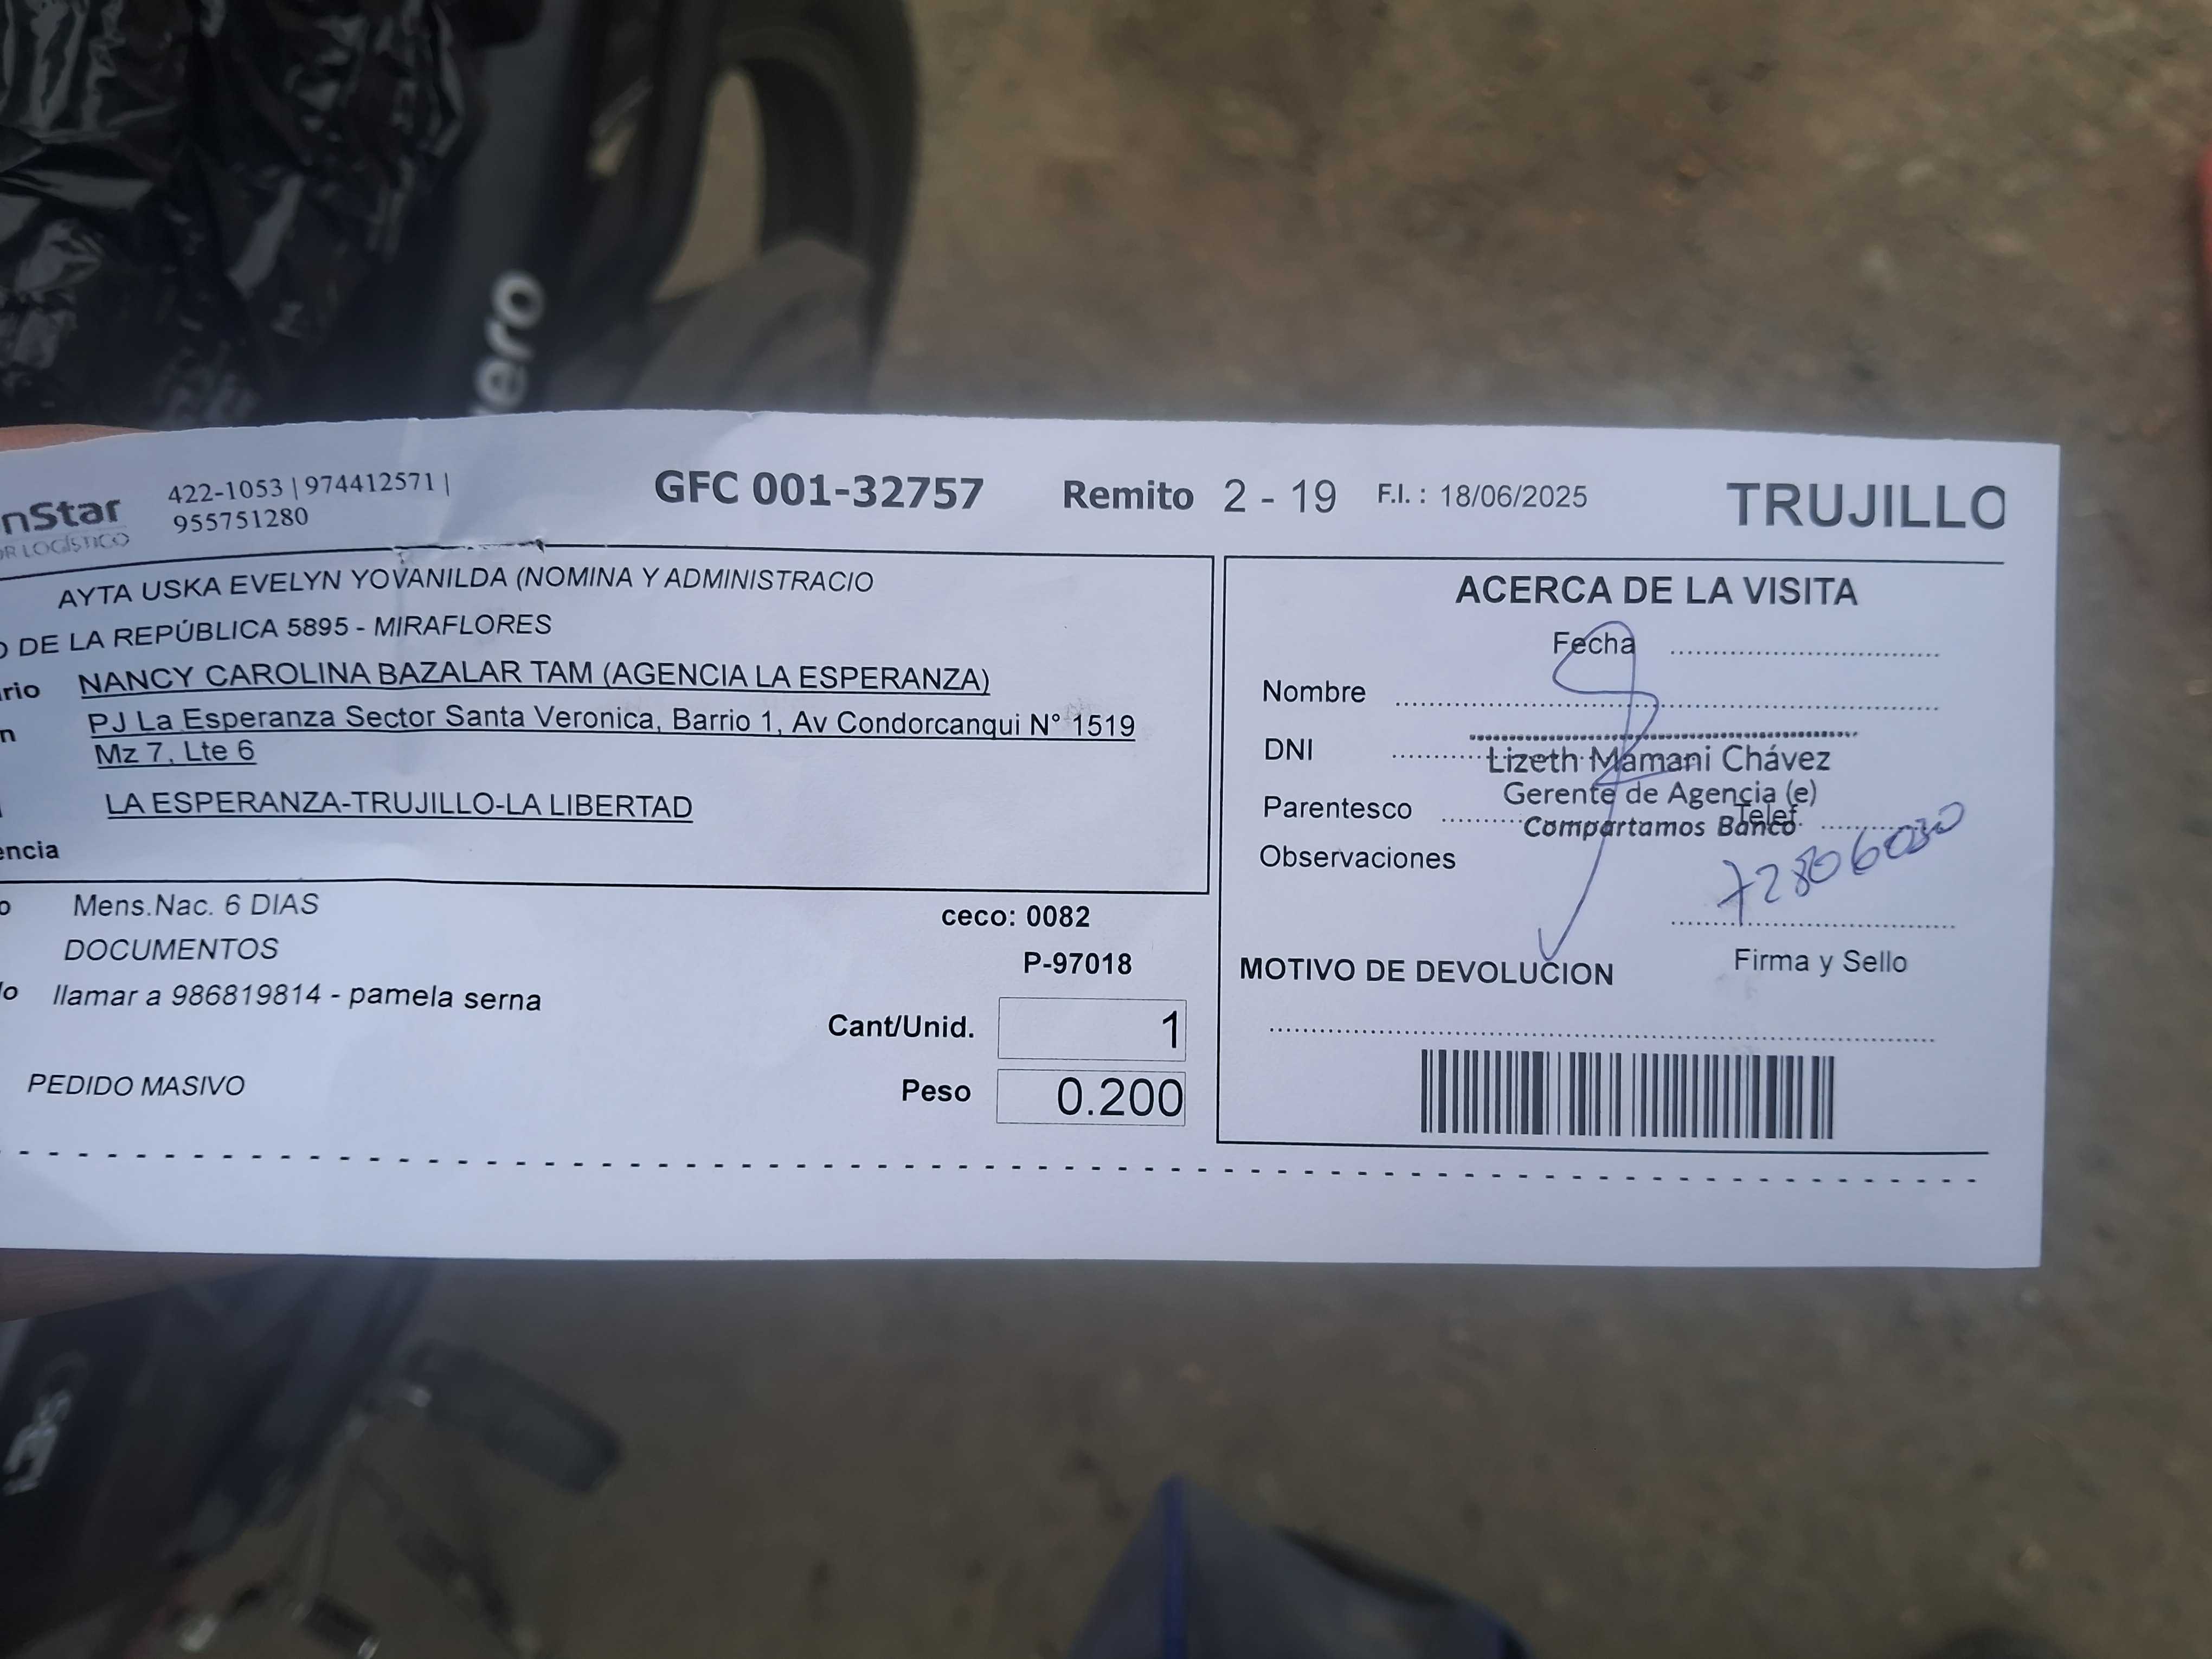 ero
nStar
OR LOGÍSTICO
422-1053 | 974412571 |
955751280
GFC 001-32757 Remito 2 - 19 F.I. : 18/06/2025 TRUJILLO
AYTA USKA EVELYN YOVANILDA (NOMINA Y ADMINISTRACIO
O DE LA REPÚBLICA 5895 - MIRAFLORES
rio NANCY CAROLINA BAZALAR TAM (AGENCIA LA ESPERANZA)
n PJ La Esperanza Sector Santa Veronica, Barrio 1, Av Condorcanqui N° 1519
Mz 7, Lte 6
LA ESPERANZA-TRUJILLO-LA LIBERTAD
encia
o Mens.Nac. 6 DIAS
DOCUMENTOS
lo llamar a 986819814 - pamela serna
PEDIDO MASIVO
ceco: 0082
P-97018
Cant/Unid. 1
Peso 0.200
ACERCA DE LA VISITA
Fecha
Nombre
DNI
Lizeth Mamani Chávez
Gerente de Agencia (e)
Parentesco Telef.
Compartamos Banco
Observaciones
Firma y Sello
MOTIVO DE DEVOLUCION